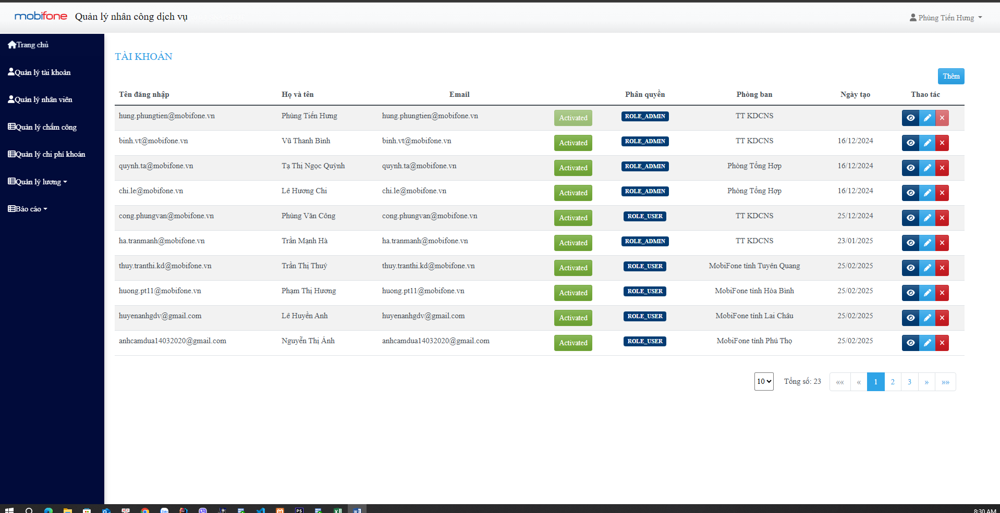 mobifone Quản lý nhân công dịch vụ
Phùng Tiến Hưng
Trang chủ
Quản lý tài khoản
Quản lý nhân viên
Quản lý chấm công
Quản lý chi phí khoán
Quản lý lương
Báo cáo
TÀI KHOẢN
Thêm
Tên đăng nhập Họ và tên Email Phân quyền Phòng ban Ngày tạo Thao tác
hung.phungtien@mobifone.vn Phùng Tiến Hưng hung.phungtien@mobifone.vn Activated ROLE_ADMIN TT KDCNS
binh.vt@mobifone.vn Vũ Thanh Bình binh.vt@mobifone.vn Activated ROLE_ADMIN TT KDCNS 16/12/2024
quynh.ta@mobifone.vn Tạ Thị Ngọc Quỳnh quynh.ta@mobifone.vn Activated ROLE_ADMIN Phòng Tổng Hợp 16/12/2024
chi.le@mobifone.vn Lê Hương Chi chi.le@mobifone.vn Activated ROLE_ADMIN Phòng Tổng Hợp 16/12/2024
cong.phungvan@mobifone.vn Phùng Văn Công cong.phungvan@mobifone.vn Activated ROLE_USER TT KDCNS 25/12/2024
ha.tranmanh@mobifone.vn Trần Mạnh Hà ha.tranmanh@mobifone.vn Activated ROLE_ADMIN TT KDCNS 23/01/2025
thuy.tranthi.kd@mobifone.vn Trần Thị Thuý thuy.tranthi.kd@mobifone.vn Activated ROLE_USER MobiFone tỉnh Tuyên Quang 25/02/2025
huong.pt11@mobifone.vn Phạm Thị Hương huong.pt11@mobifone.vn Activated ROLE_USER MobiFone tỉnh Hòa Bình 25/02/2025
huyenanhgdv@gmail.com Lê Huyền Anh huyenanhgdv@gmail.com Activated ROLE_USER MobiFone tỉnh Lai Châu 25/02/2025
anhcamdua14032020@gmail.com Nguyễn Thị Ánh anhcamdua14032020@gmail.com Activated ROLE_USER MobiFone tỉnh Phú Thọ 25/02/2025
10 Tổng số: 23 «« « 1 2 3 » »»
8:30 AM